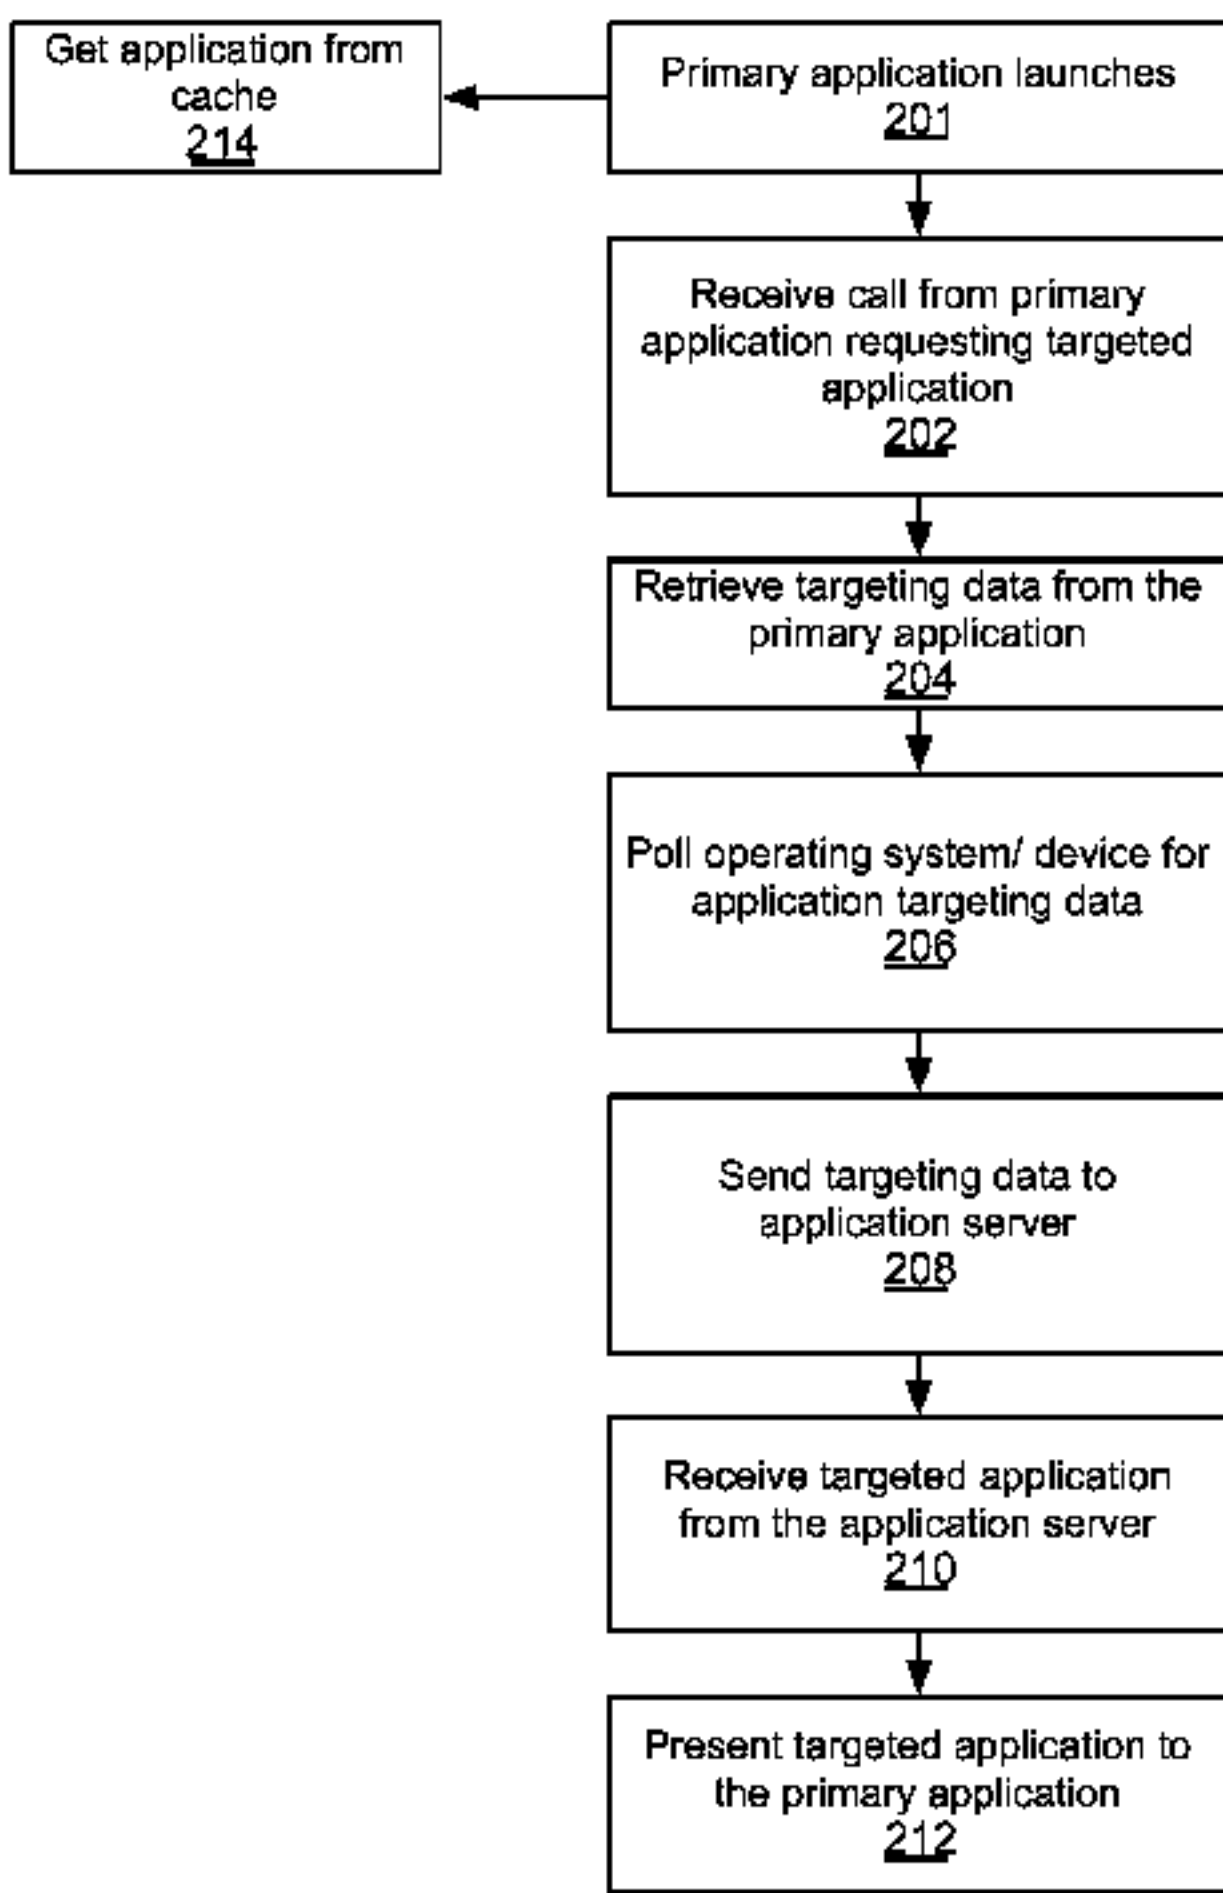 Get application from
cache
214
Primary application launches
201
Receive call from primary
application requesting targeted
application
202
Retrieve targeting data from the
primary application
204
Poll operating system/ device for
application targeting data
206
Send targeting data to
application server
208
Receive targeted application
from the application server
210
Present targeted application to
the primary application
212